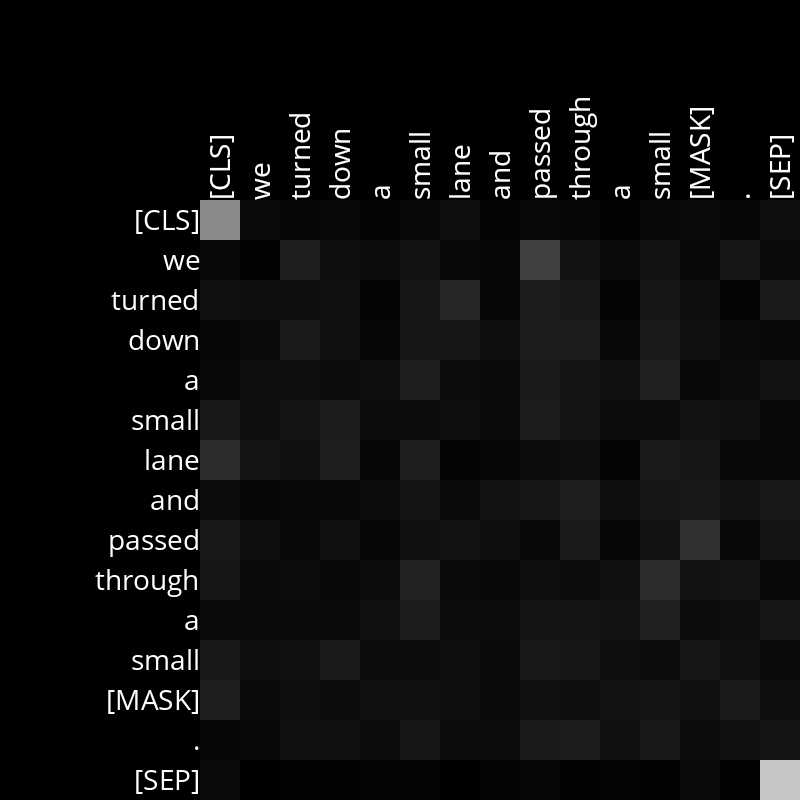 [CLS] we turned down a small lane and passed through a small [MASK] . [SEP]
[CLS]
we
turned
down
a
small
lane
and
passed
through
a
small
[MASK]
.
[SEP]